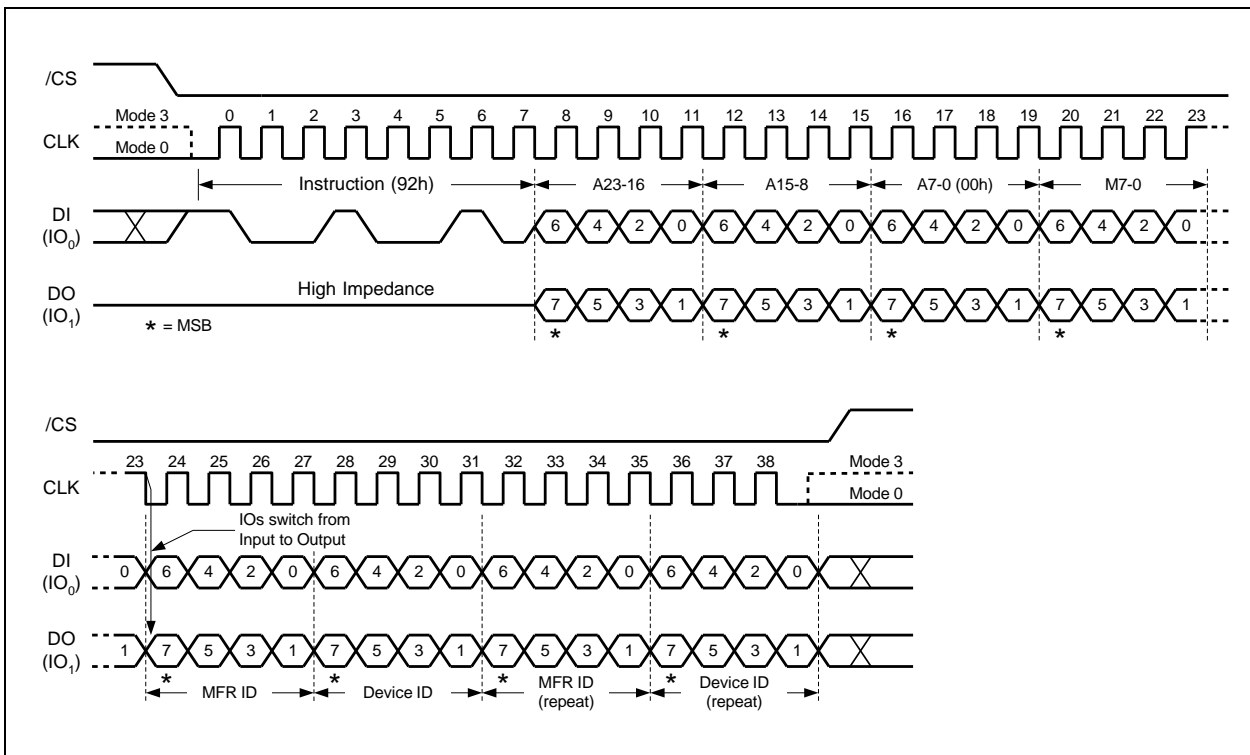 /CS
Mode 3 0 1 2 3 4 5 6 7 8 9 10 11 12 13 14 15 16 17 18 19 20 21 22 23
CLK
Mode 0
Instruction (92h) A23-16 A15-8 A7-0 (00h) M7-0
DI
(IO0) 6 4 2 0 6 4 2 0 6 4 2 0 6 4 2 0
High Impedance
DO
(IO1) 7 5 3 1 7 5 3 1 7 5 3 1 7 5 3 1
* = MSB * * * *
/CS
23 24 25 26 27 28 29 30 31 32 33 34 35 36 37 38 Mode 3
CLK
Mode 0
IOs switch from
Input to Output
DI
(IO0) 0 6 4 2 0 6 4 2 0 6 4 2 0 6 4 2 0
DO
(IO1) 1 7 5 3 1 7 5 3 1 7 5 3 1 7 5 3 1
* * * *
MFR ID Device ID MFR ID
(repeat) Device ID
(repeat)